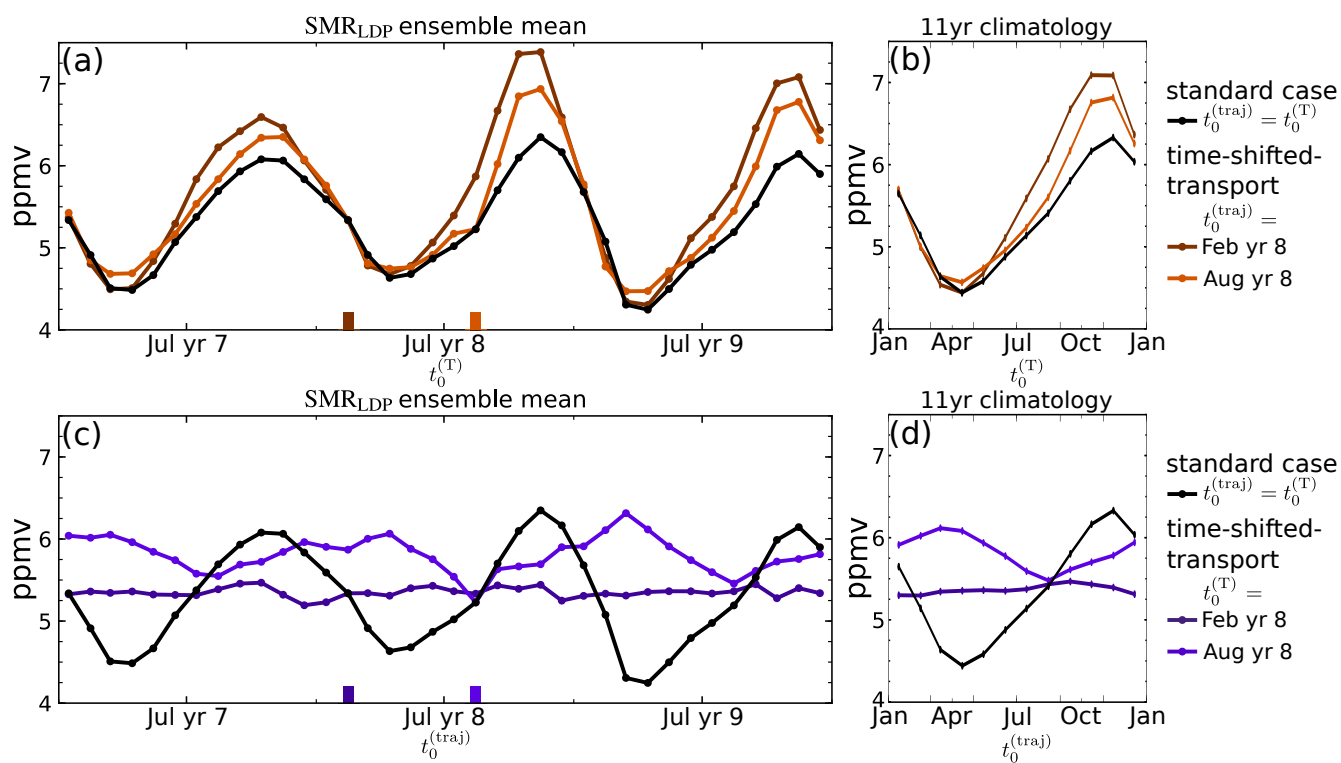 SMR_LDP ensemble mean
(a)
ppmv
7
6
5
4
Jul yr 7
Jul yr 8
Jul yr 9
t_0^(T)
11yr climatology
(b)
ppmv
7
6
5
4
Jan
Apr
Jul
Oct
Jan
t_0^(T)
standard case
t_0^(traj) = t_0^(T)
time-shifted-
transport
t_0^(traj) =
Feb yr 8
Aug yr 8
SMR_LDP ensemble mean
(c)
ppmv
7
6
5
4
Jul yr 7
Jul yr 8
Jul yr 9
t_0^(traj)
11yr climatology
(d)
ppmv
7
6
5
4
Jan
Apr
Jul
Oct
Jan
t_0^(traj)
standard case
t_0^(traj) = t_0^(T)
time-shifted-
transport
t_0^(T) =
Feb yr 8
Aug yr 8